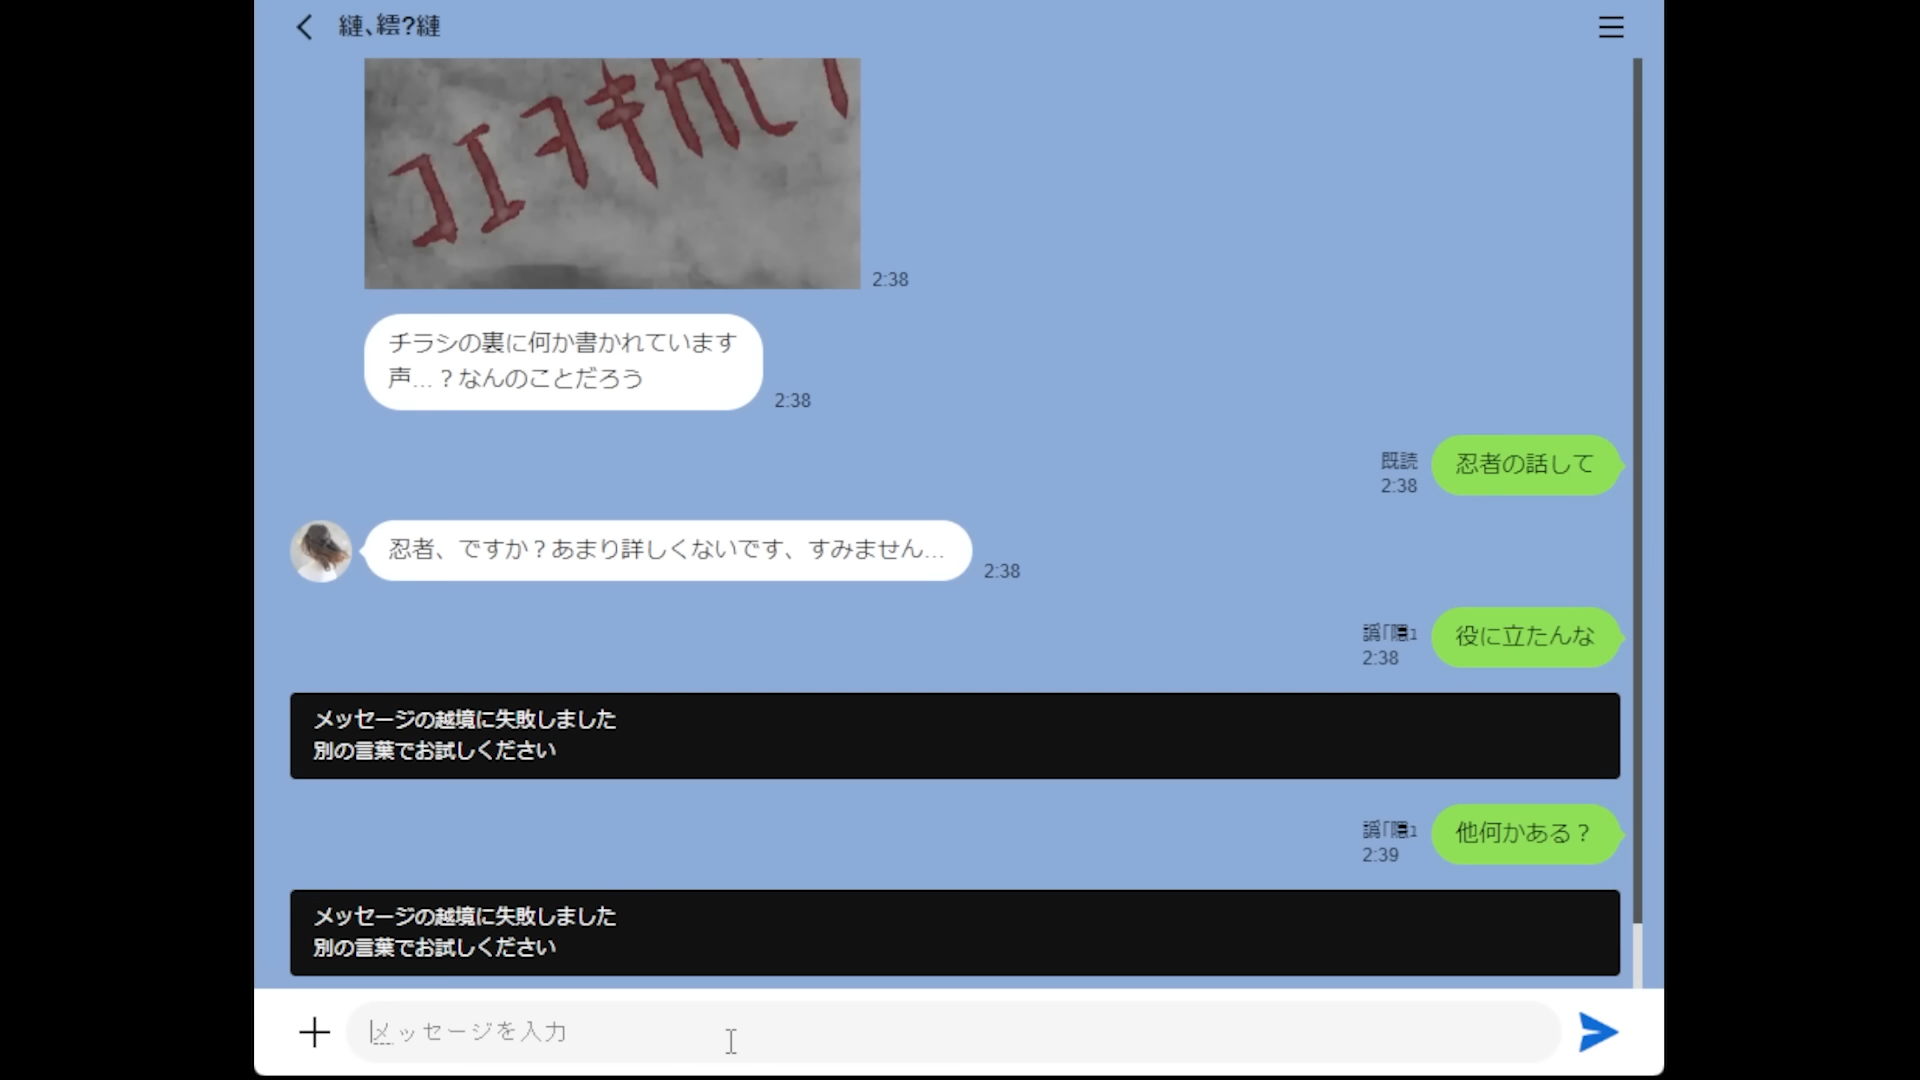 縺、縹?縺
2:38
チラシの裏に何か書かれています
声…？なんのことだろう
2:38
既読
2:38
忍者の話して
忍者、ですか？あまり詳しくないです、すみません…
2:38
2:38
役に立たんな
メッセージの越境に失敗しました
別の言葉でお試しください
2:39
他何かある？
メッセージの越境に失敗しました
別の言葉でお試しください
メッセージを入力